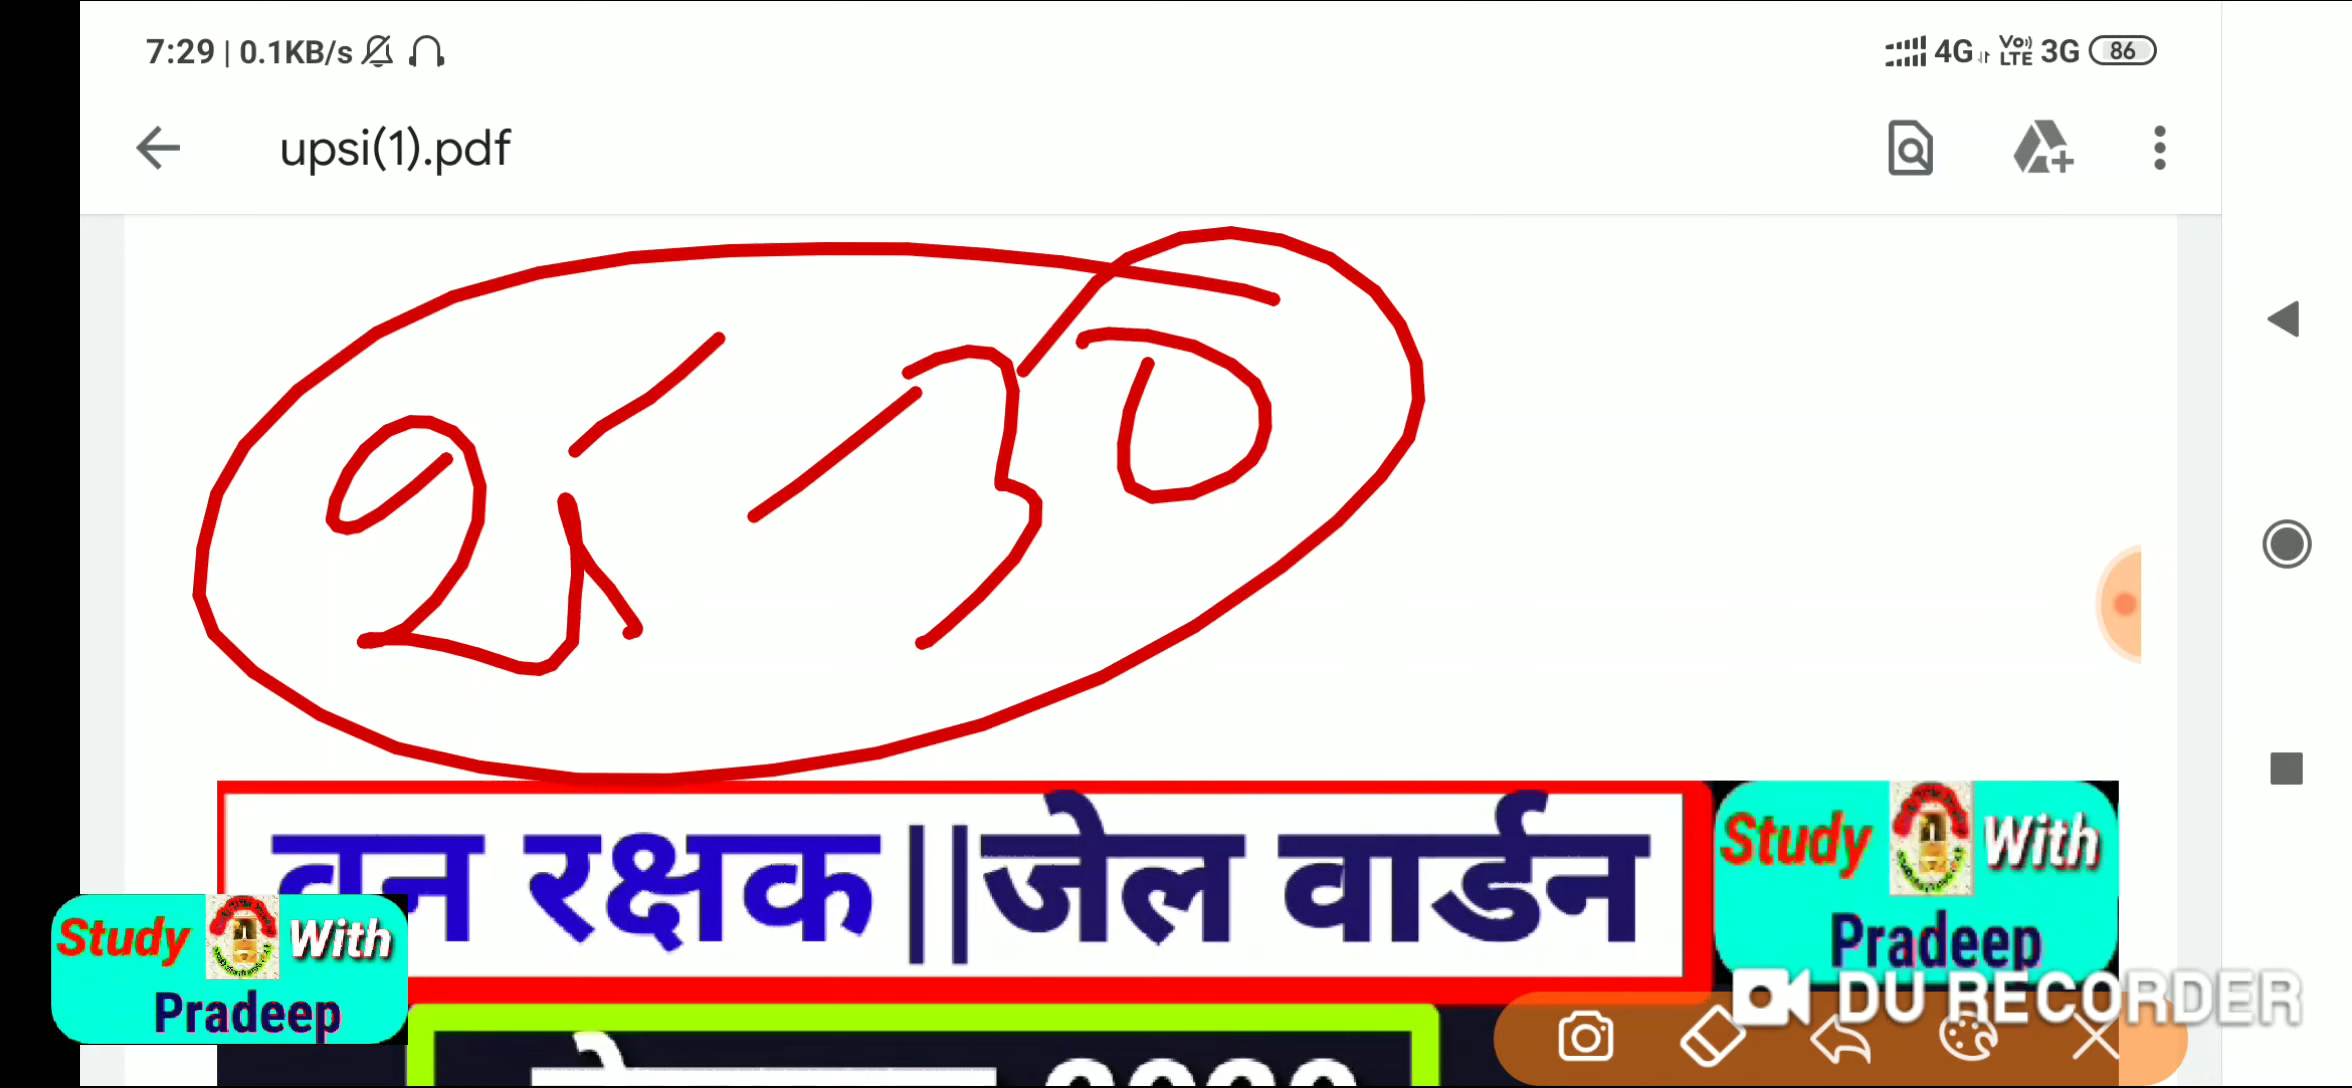 7:29 | 0.1KB/s 4G Vo) LTE 3G 86
upsi(1).pdf
25-30
वन रक्षक||जेल वार्डन
Study With
Pradeep
Study With
Pradeep
DU RECORDER